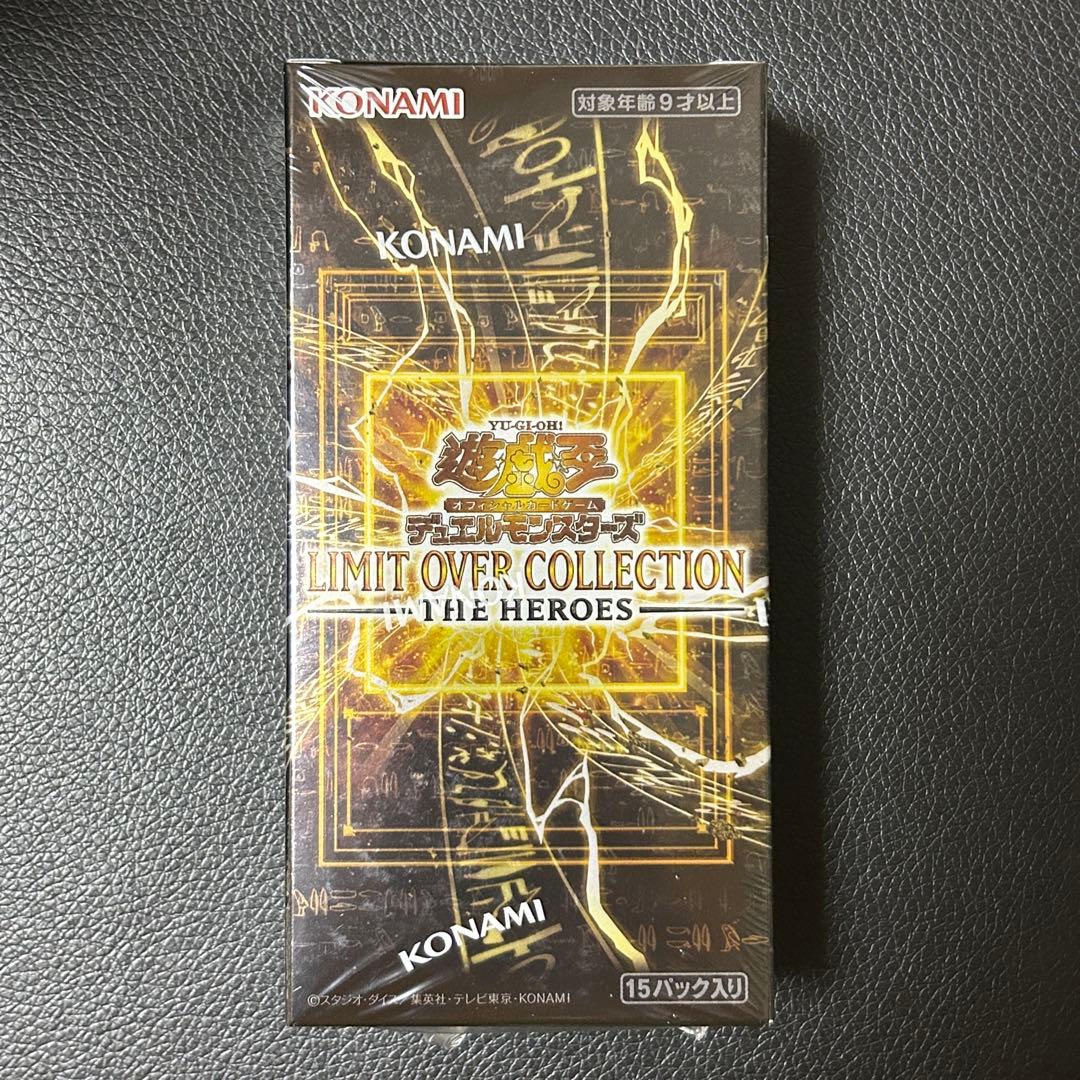 KONAMI
対象年齢9才以上
KONAMI
YU-GI-OH!
遊戯王
オフィシャルカードゲーム
デュエルモンスターズ
LIMIT OVER COLLECTION
THE HEROES
KONAMI
©スタジオ・ダイス/集英社・テレビ東京・KONAMI
15パック入り